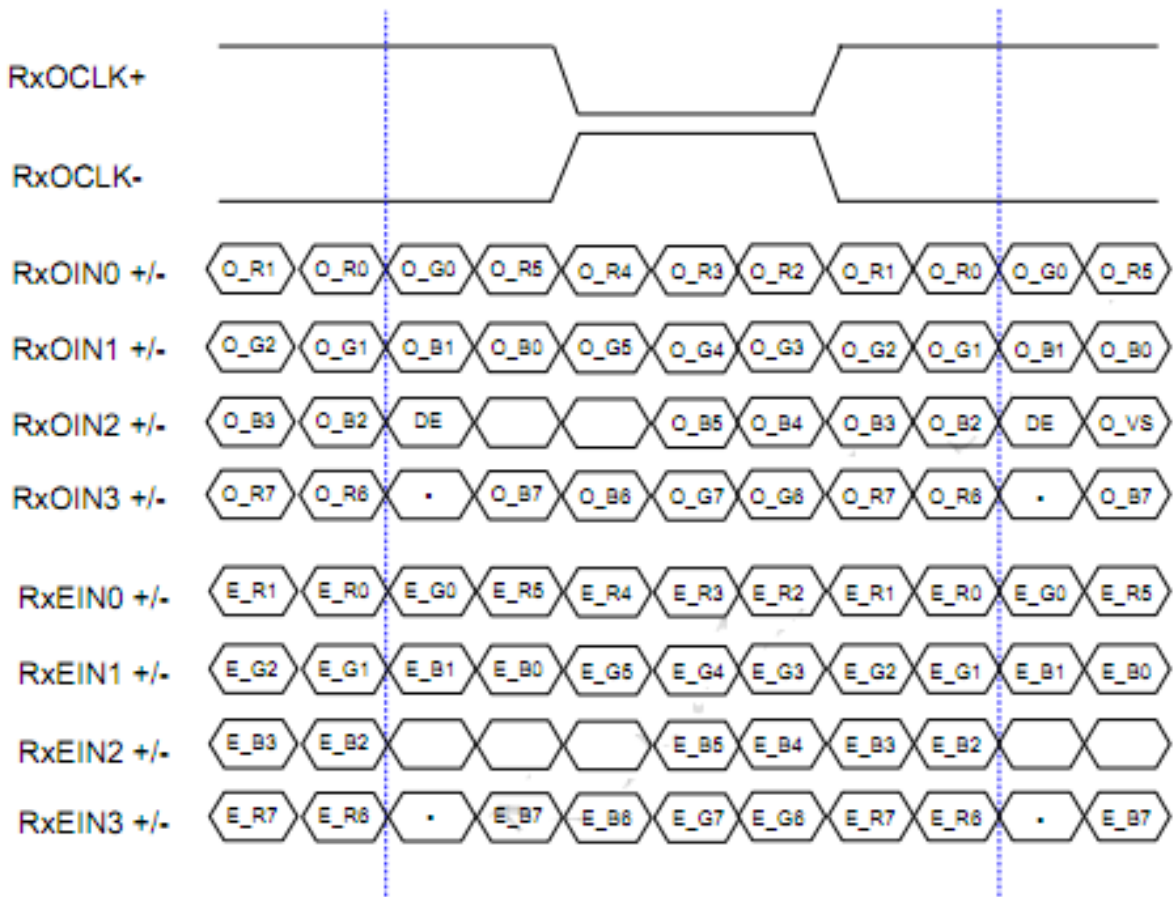 RxOCLK+
RxOCLK-
RxOIN0 +/- O_R1 O_R0 O_G0 O_R5 O_R4 O_R3 O_R2 O_R1 O_R0 O_G0 O_R5
RxOIN1 +/- O_G2 O_G1 O_B1 O_B0 O_G5 O_G4 O_G3 O_G2 O_G1 O_B1 O_B0
RxOIN2 +/- O_B3 O_B2 DE O_B5 O_B4 O_B3 O_B2 DE O_VS
RxOIN3 +/- O_R7 O_R6 - O_B7 O_B6 O_G7 O_G6 O_R7 O_R6 - O_B7
RxEIN0 +/- E_R1 E_R0 E_G0 E_R5 E_R4 E_R3 E_R2 E_R1 E_R0 E_G0 E_R5
RxEIN1 +/- E_G2 E_G1 E_B1 E_B0 E_G5 E_G4 E_G3 E_G2 E_G1 E_B1 E_B0
RxEIN2 +/- E_B3 E_B2 E_B5 E_B4 E_B3 E_B2
RxEIN3 +/- E_R7 E_R6 - E_B7 E_B6 E_G7 E_G6 E_R7 E_R6 - E_B7